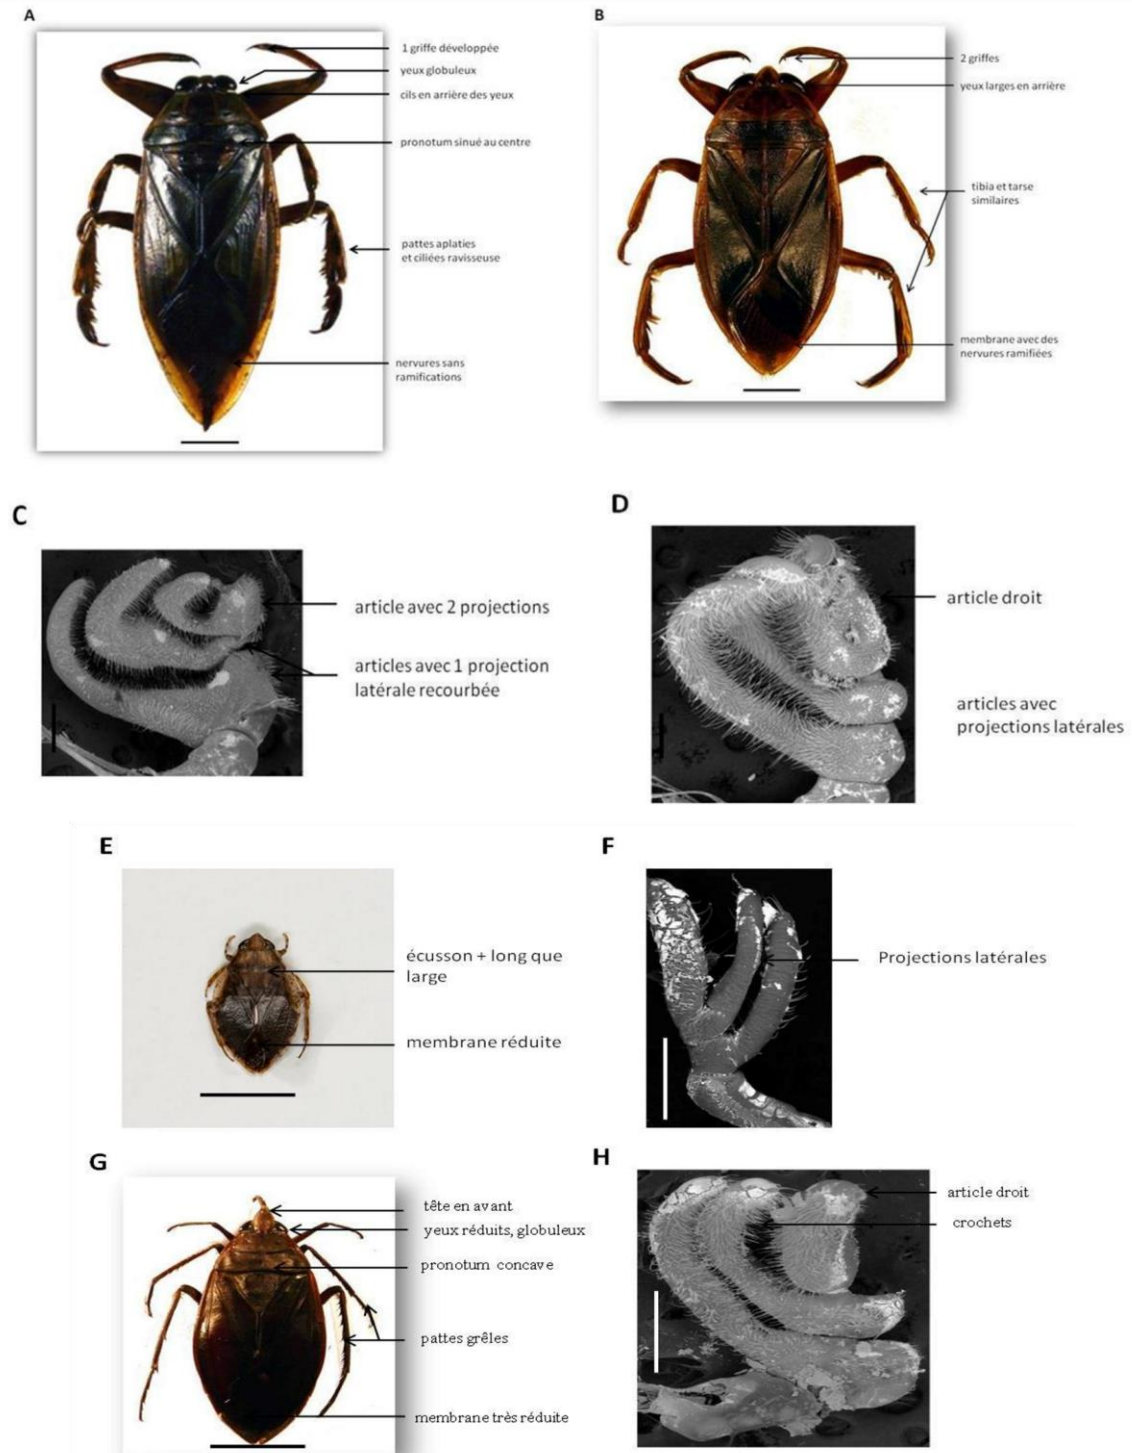 A
1 griffe développée
yeux globuleux
cils en arrière des yeux
pronotum sinué au centre
pattes aplaties
et ciliées ravisseuse
nervures sans
ramifications
B
2 griffes
yeux larges en arrière
tibia et tarse
similaires
membrane avec des
nervures ramifiées
C
article avec 2 projections
articles avec 1 projection
latérale recourbée
D
article droit
articles avec
projections latérales
E
écusson + long que
large
membrane réduite
F
Projections latérales
G
tête en avant
yeux réduits, globuleux
pronotum concave
pattes grêles
membrane très réduite
H
article droit
crochets